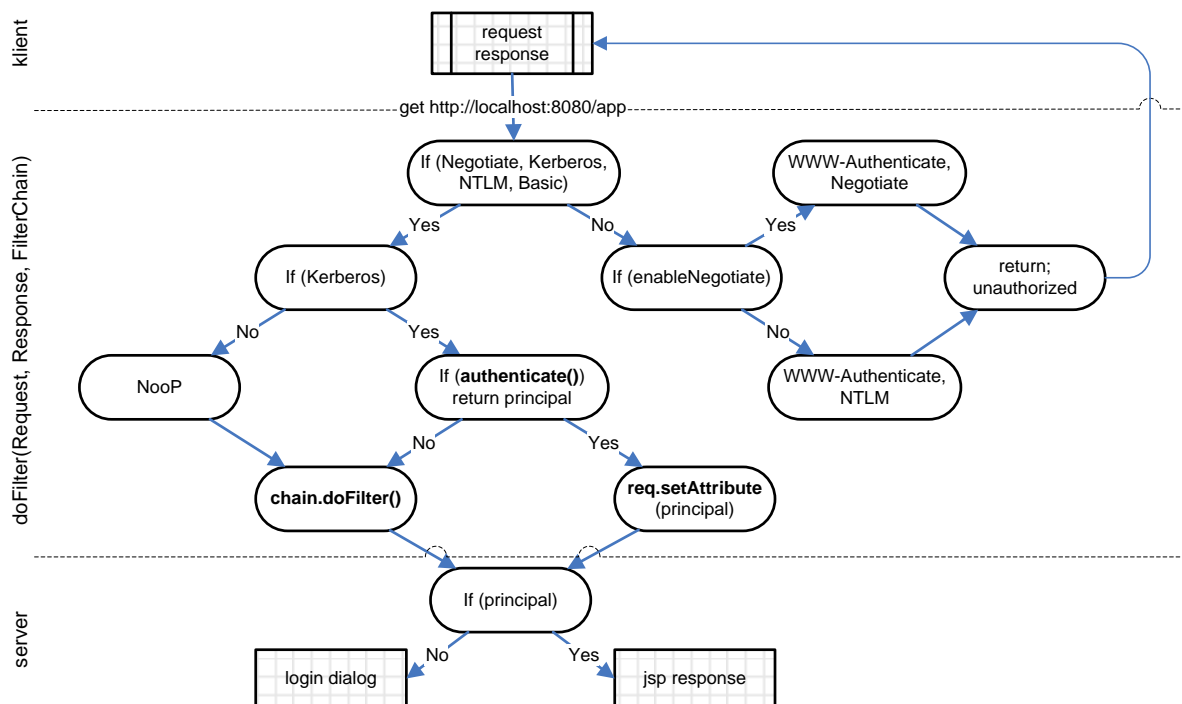 klient
request
response
get http://localhost:8080/app
doFilter(Request, Response, FilterChain)
If (Negotiate, Kerberos,
NTLM, Basic)
WWW-Authenticate,
Negotiate
Yes
No
Yes
If (Kerberos)
If (enableNegotiate)
return;
unauthorized
No
Yes
No
NooP
If (authenticate())
return principal
WWW-Authenticate,
NTLM
No
Yes
chain.doFilter()
req.setAttribute
(principal)
server
If (principal)
No
Yes
login dialog
jsp response